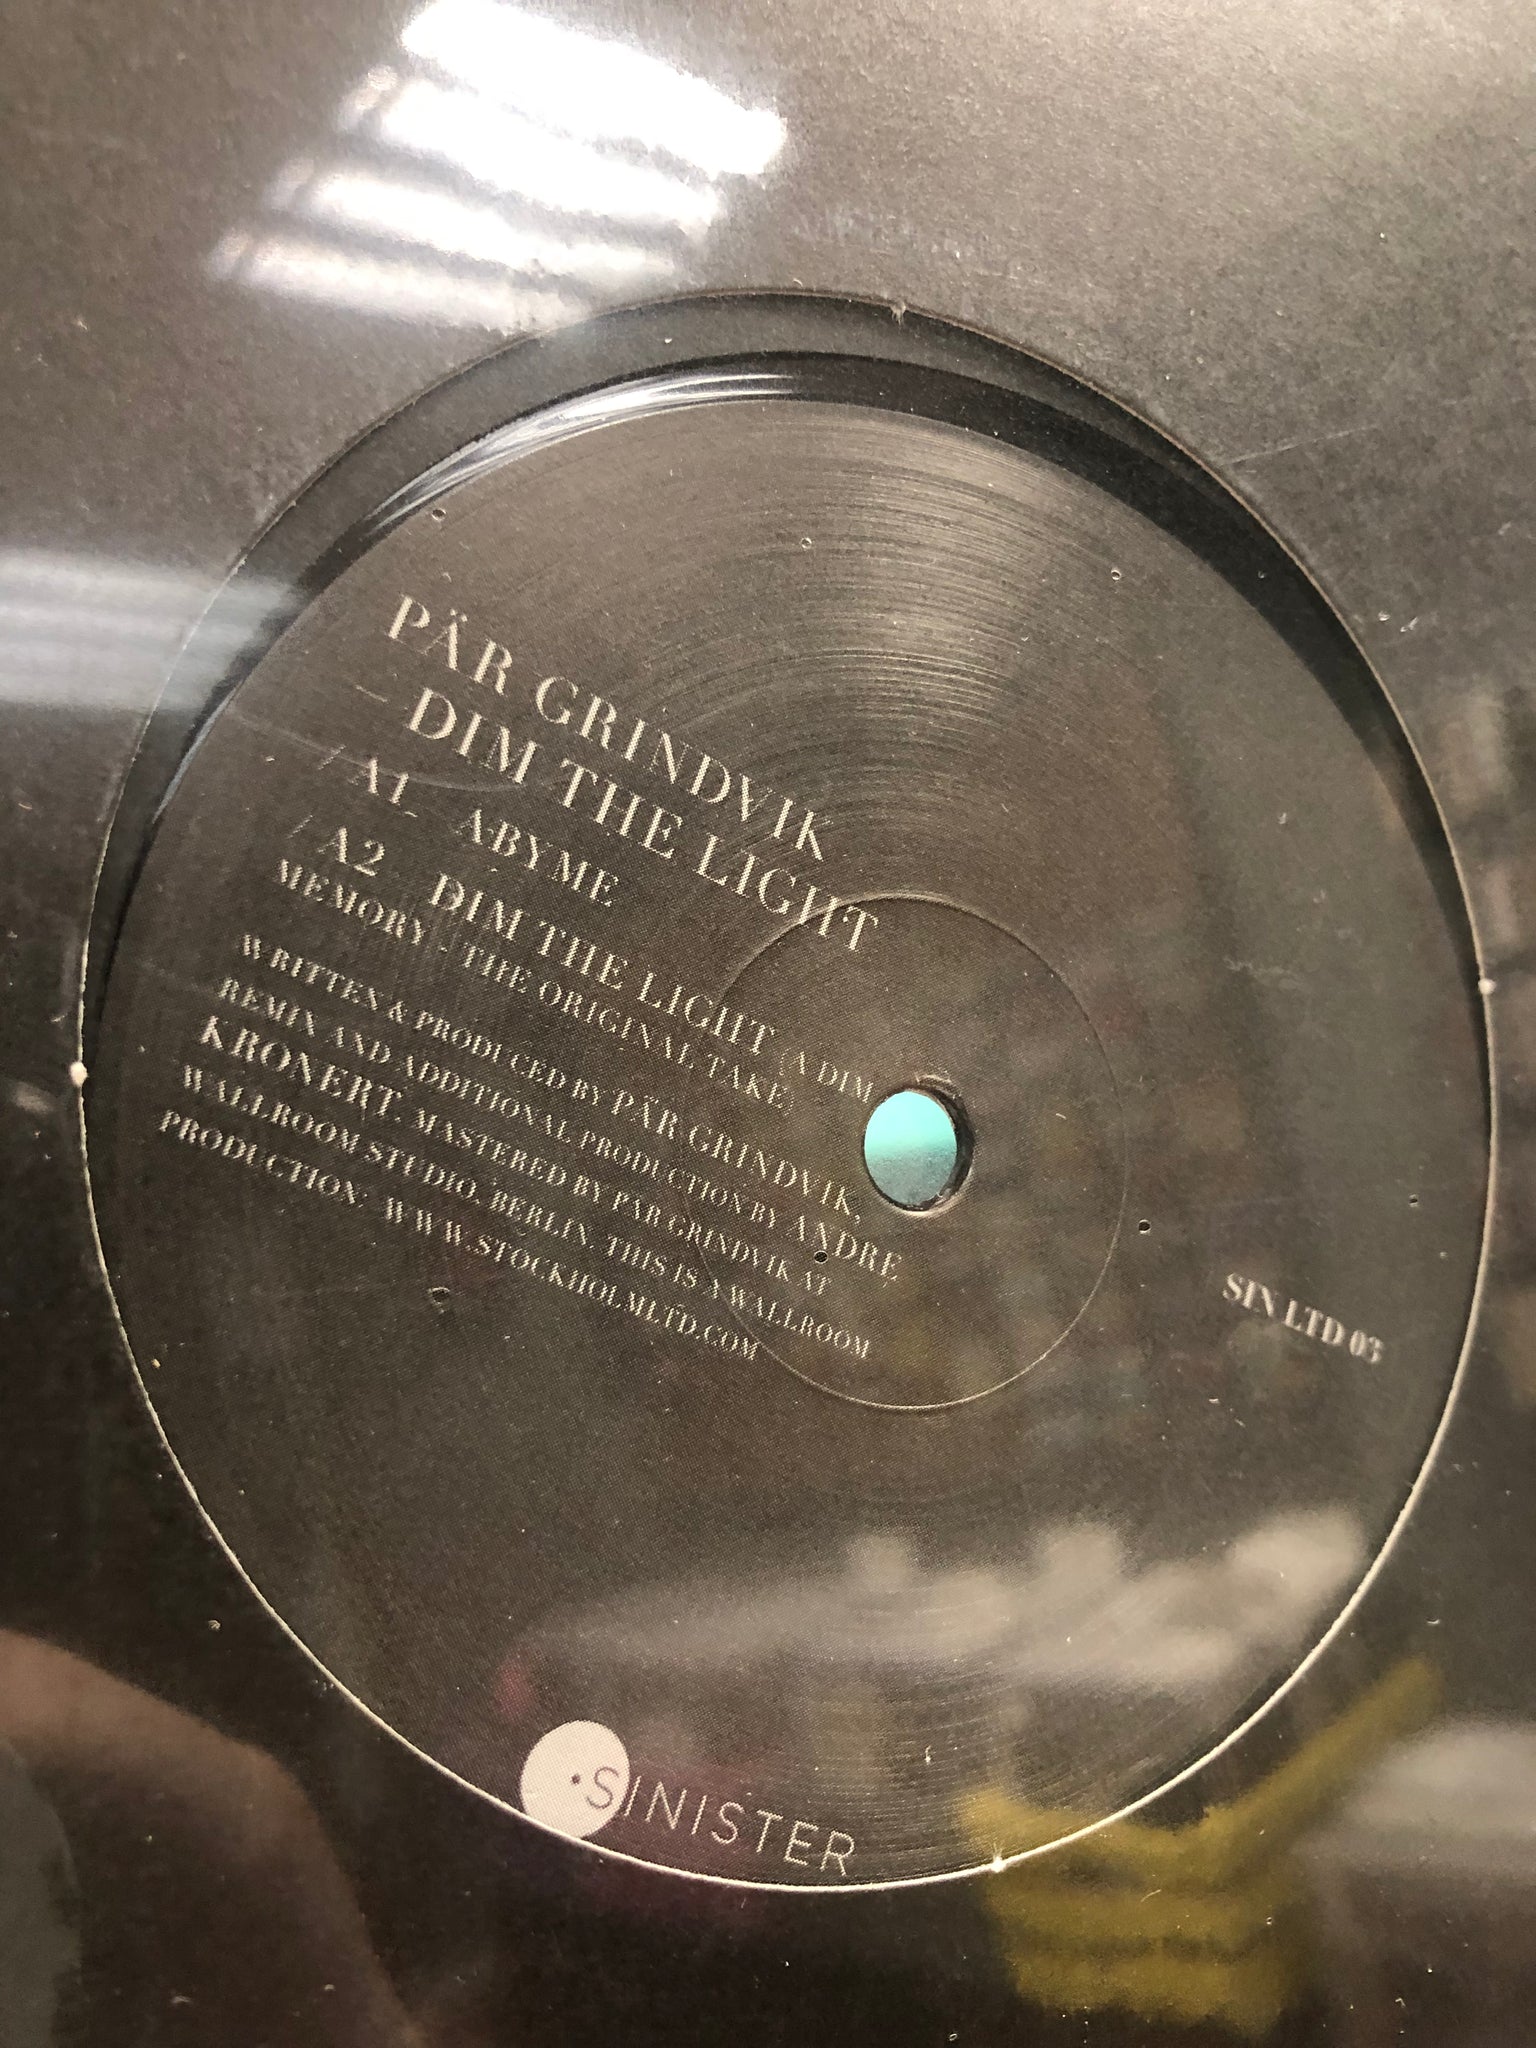 PÄR GRINDVIK
– DIM THE LIGHT
/ A1 ABYME
/ A2 DIM THE LIGHT (A DIM
MEMORY - THE ORIGINAL TAKE)
WRITTEN & PRODUCED BY PÄR GRINDVIK,
REMIX AND ADDITIONAL PRODUCTION BY ANDRE
KRONERT. MASTERED BY PÄR GRINDVIK AT
WALLROOM STUDIO, BERLIN. THIS IS A WALLROOM
PRODUCTION: WWW.STOCKHOLMLTD.COM
SIN LTD 03
SINISTER